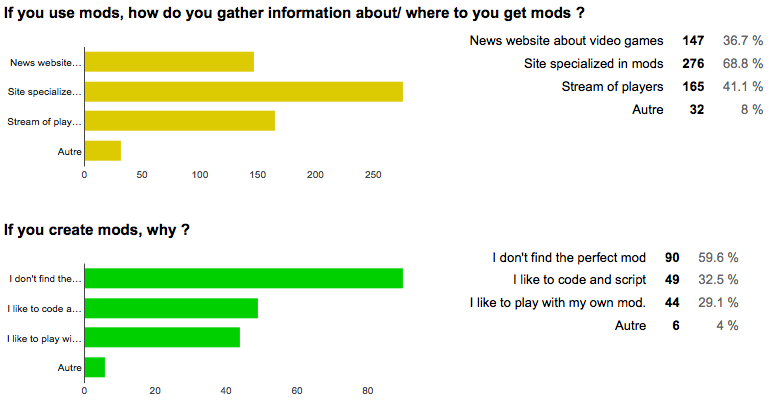 If you use mods, how do you gather information about/ where to you get mods ?
News website about video games 147 36.7 %
Site specialized in mods 276 68.8 %
Stream of players 165 41.1 %
Autre 32 8 %
News website…
Site specialize…
Stream of play…
Autre
0 50 100 150 200 250
If you create mods, why ?
I don't find the perfect mod 90 59.6 %
I like to code and script 49 32.5 %
I like to play with my own mod. 44 29.1 %
Autre 6 4 %
I don't find the…
I like to code a…
I like to play wi…
Autre
0 20 40 60 80